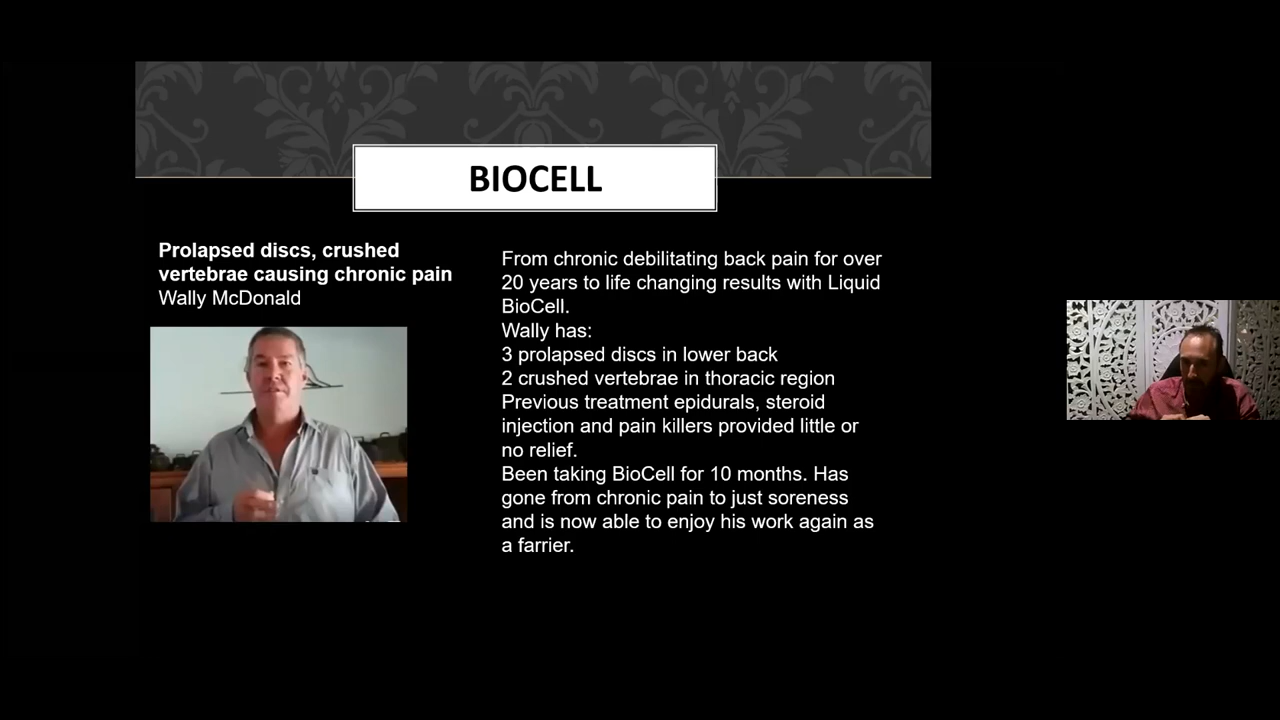 BIOCELL
Prolapsed discs, crushed
vertebrae causing chronic pain
Wally McDonald
From chronic debilitating back pain for over
20 years to life changing results with Liquid
BioCell.
Wally has:
3 prolapsed discs in lower back
2 crushed vertebrae in thoracic region
Previous treatment epidurals, steroid
injection and pain killers provided little or
no relief.
Been taking BioCell for 10 months. Has
gone from chronic pain to just soreness
and is now able to enjoy his work again as
a farrier.